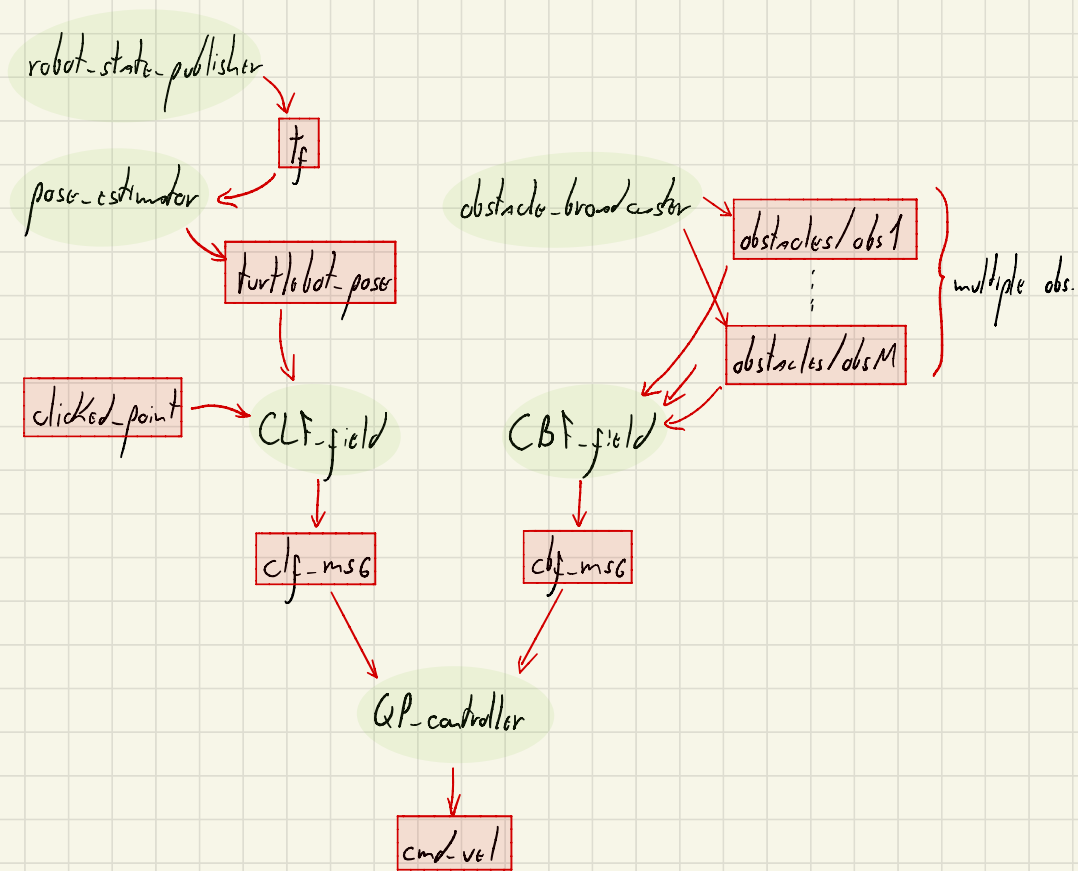 robot_state_publisher
tf
pose_estimator
turtlebot_pose
obstacle_broadcaster
obstacles/obs1
multiple obs.
obstacles/obsM
clicked_point
CLF_field
CBF_field
clf_msg
cbf_msg
QP_controller
cmd_vel